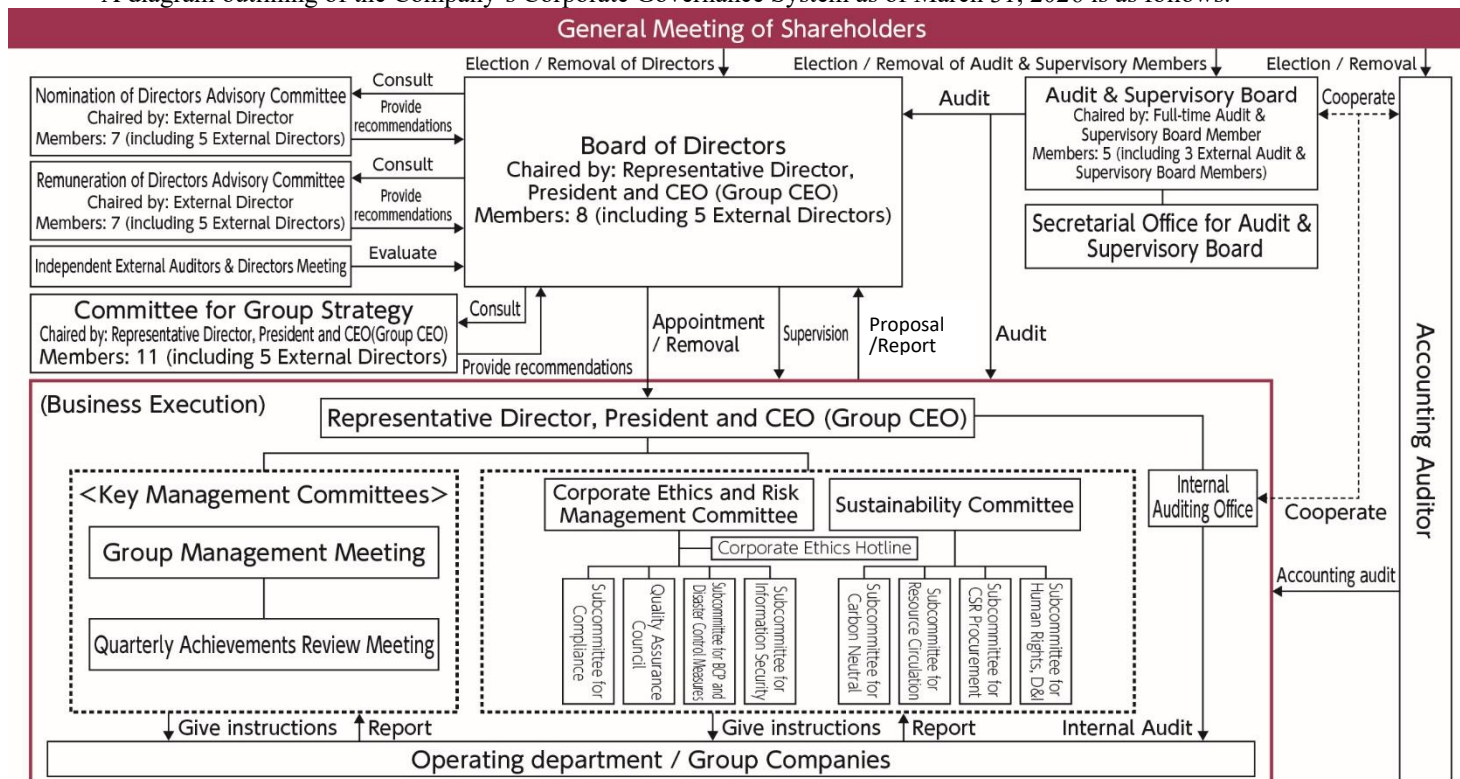 A diagram outlining of the Company's Corporate Governance System as of March 31, 2026 is as follows.
General Meeting of Shareholders
Election / Removal of Directors
Election / Removal of Audit & Supervisory Members
Election / Removal
Nomination of Directors Advisory Committee
Chaired by: External Director
Members: 7 (including 5 External Directors)
Consult
Provide
recommendations
Remuneration of Directors Advisory Committee
Chaired by: External Director
Members: 7 (including 5 External Directors)
Consult
Provide
recommendations
Independent External Auditors & Directors Meeting
Evaluate
Board of Directors
Chaired by: Representative Director,
President and CEO (Group CEO)
Members: 8 (including 5 External Directors)
Audit
Audit & Supervisory Board
Chaired by: Full-time Audit &
Supervisory Board Member
Members: 5 (including 3 External Audit &
Supervisory Board Members)
Cooperate
Secretarial Office for Audit &
Supervisory Board
Committee for Group Strategy
Chaired by: Representative Director, President and CEO(Group CEO)
Members: 11 (including 5 External Directors)
Consult
Provide recommendations
Appointment
/ Removal
Supervision
Proposal
/Report
Audit
Accounting Auditor
(Business Execution)
Representative Director, President and CEO (Group CEO)
<Key Management Committees>
Group Management Meeting
Quarterly Achievements Review Meeting
Corporate Ethics and Risk
Management Committee
Sustainability Committee
Corporate Ethics Hotline
Subcommittee for
Compliance
Quality Assurance
Council
Subcommittee for BCP and
Disaster Control Measures
Subcommittee for
Information Security
Subcommittee for
Carbon Neutral
Subcommittee for
Resource Circulation
Subcommittee for
CSR Procurement
Subcommittee for
Human Rights, D&I
Internal
Auditing Office
Cooperate
Accounting audit
Give instructions
Report
Give instructions
Report
Internal Audit
Operating department / Group Companies